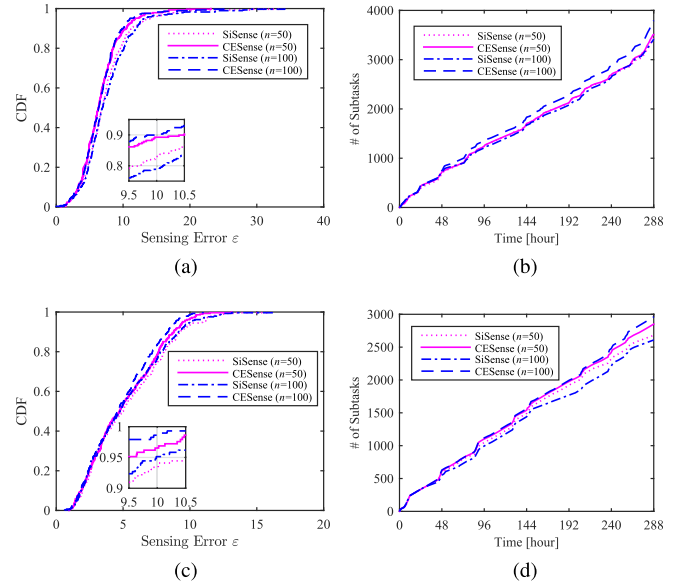 CDF
1
0.8
0.6
0.4
0.2
0
0 10 20 30 40
Sensing Error ε
SiSense (n=50)
CESense (n=50)
SiSense (n=100)
CESense (n=100)
0.9
0.8
9.5 10 10.5
(a)
# of Subtasks
4000
3000
2000
1000
0
0 48 96 144 192 240 288
Time [hour]
SiSense (n=50)
CESense (n=50)
SiSense (n=100)
CESense (n=100)
(b)
CDF
1
0.8
0.6
0.4
0.2
0
0 5 10 15 20
Sensing Error ε
SiSense (n=50)
CESense (n=50)
SiSense (n=100)
CESense (n=100)
1
0.95
0.9
9.5 10 10.5
(c)
# of Subtasks
3000
2500
2000
1500
1000
500
0
0 48 96 144 192 240 288
Time [hour]
SiSense (n=50)
CESense (n=50)
SiSense (n=100)
CESense (n=100)
(d)